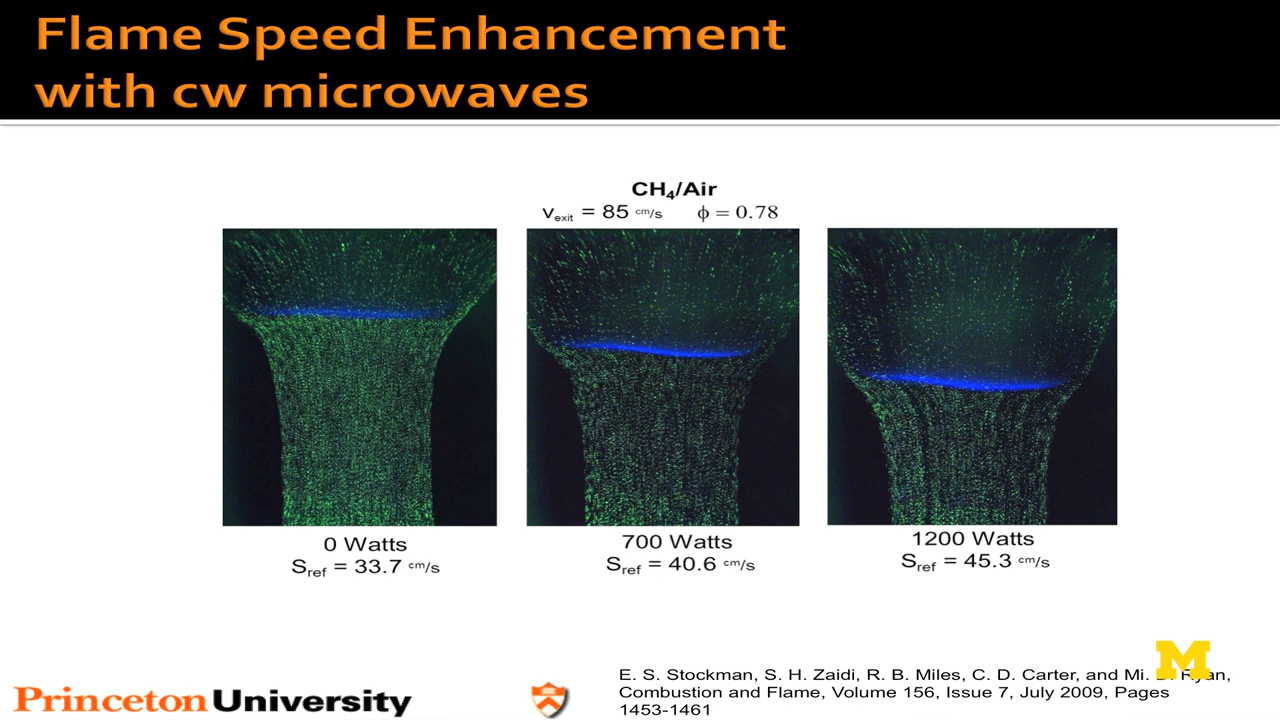 Flame Speed Enhancement
with cw microwaves
CH₄/Air
v_exit = 85 cm/s ϕ = 0.78
0 Watts
S_ref = 33.7 cm/s
700 Watts
S_ref = 40.6 cm/s
1200 Watts
S_ref = 45.3 cm/s
E. S. Stockman, S. H. Zaidi, R. B. Miles, C. D. Carter, and Mi.
Combustion and Flame, Volume 156, Issue 7, July 2009, Pages
1453-1461
Princeton University
M